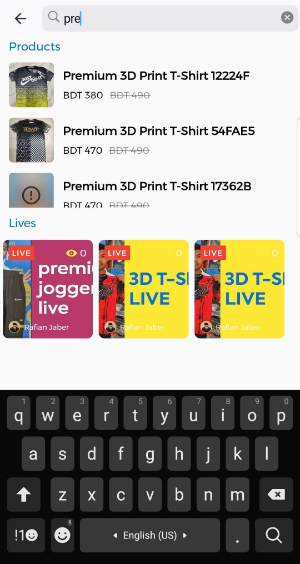 pre
Products
Premium 3D Print T-Shirt 12224F
BDT 380 BDT 490
Premium 3D Print T-Shirt 54FAE5
BDT 470 BDT 490
Premium 3D Print T-Shirt 17362B
BDT 470 BDT 490
Lives
LIVE 0
premi
jogger
live
Rafian Jaber
LIVE 0
3D T-S
LIVE
Rafian Jaber
LIVE 0
3D T-S
LIVE
Rafian Jaber
1 2 3 4 5 6 7 8 9 0
q w e r t y u i o p
a s d f g h j k l
z x c v b n m
!1 English (US) .